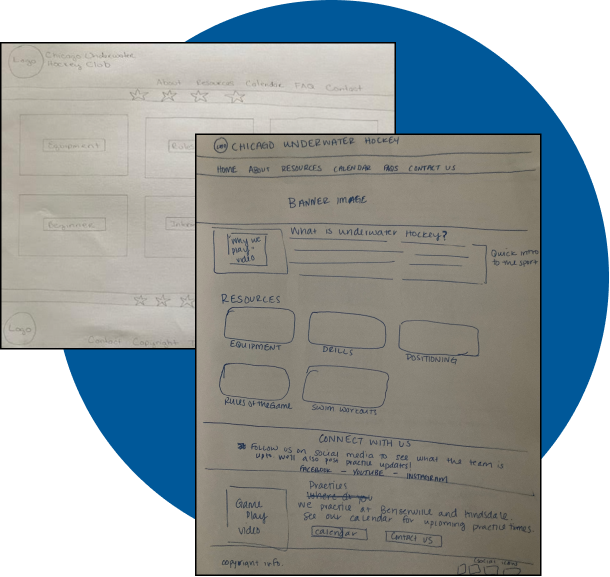 Logo
Chicago Underwater
Hockey Club
About Resources Calendar FAQ Contact
Equipment
Rules
Beginner
Logo
Contact Copyright
CHICAGO UNDERWATER HOCKEY
HOME ABOUT RESOURCES CALENDAR FAQS CONTACT US
BANNER IMAGE
"Why we
play"
video
What is underwater Hockey?
Quick intro
to the sport
RESOURCES
EQUIPMENT
DRILLS
POSITIONING
RULES OF the GAME
SWIM WORKOUTS
CONNECT WITH US
FOLLOW US on social media to see what the team is
upto. We'll also post practice updates!
FACEBOOK - YOUTUBE - INSTAGRAM
Game
Play
video
Practices
Where do you
We practice at Bensenville and Hinsdale.
See our calendar for upcoming practice times.
calendar
Contact US
copyright info.
social icons